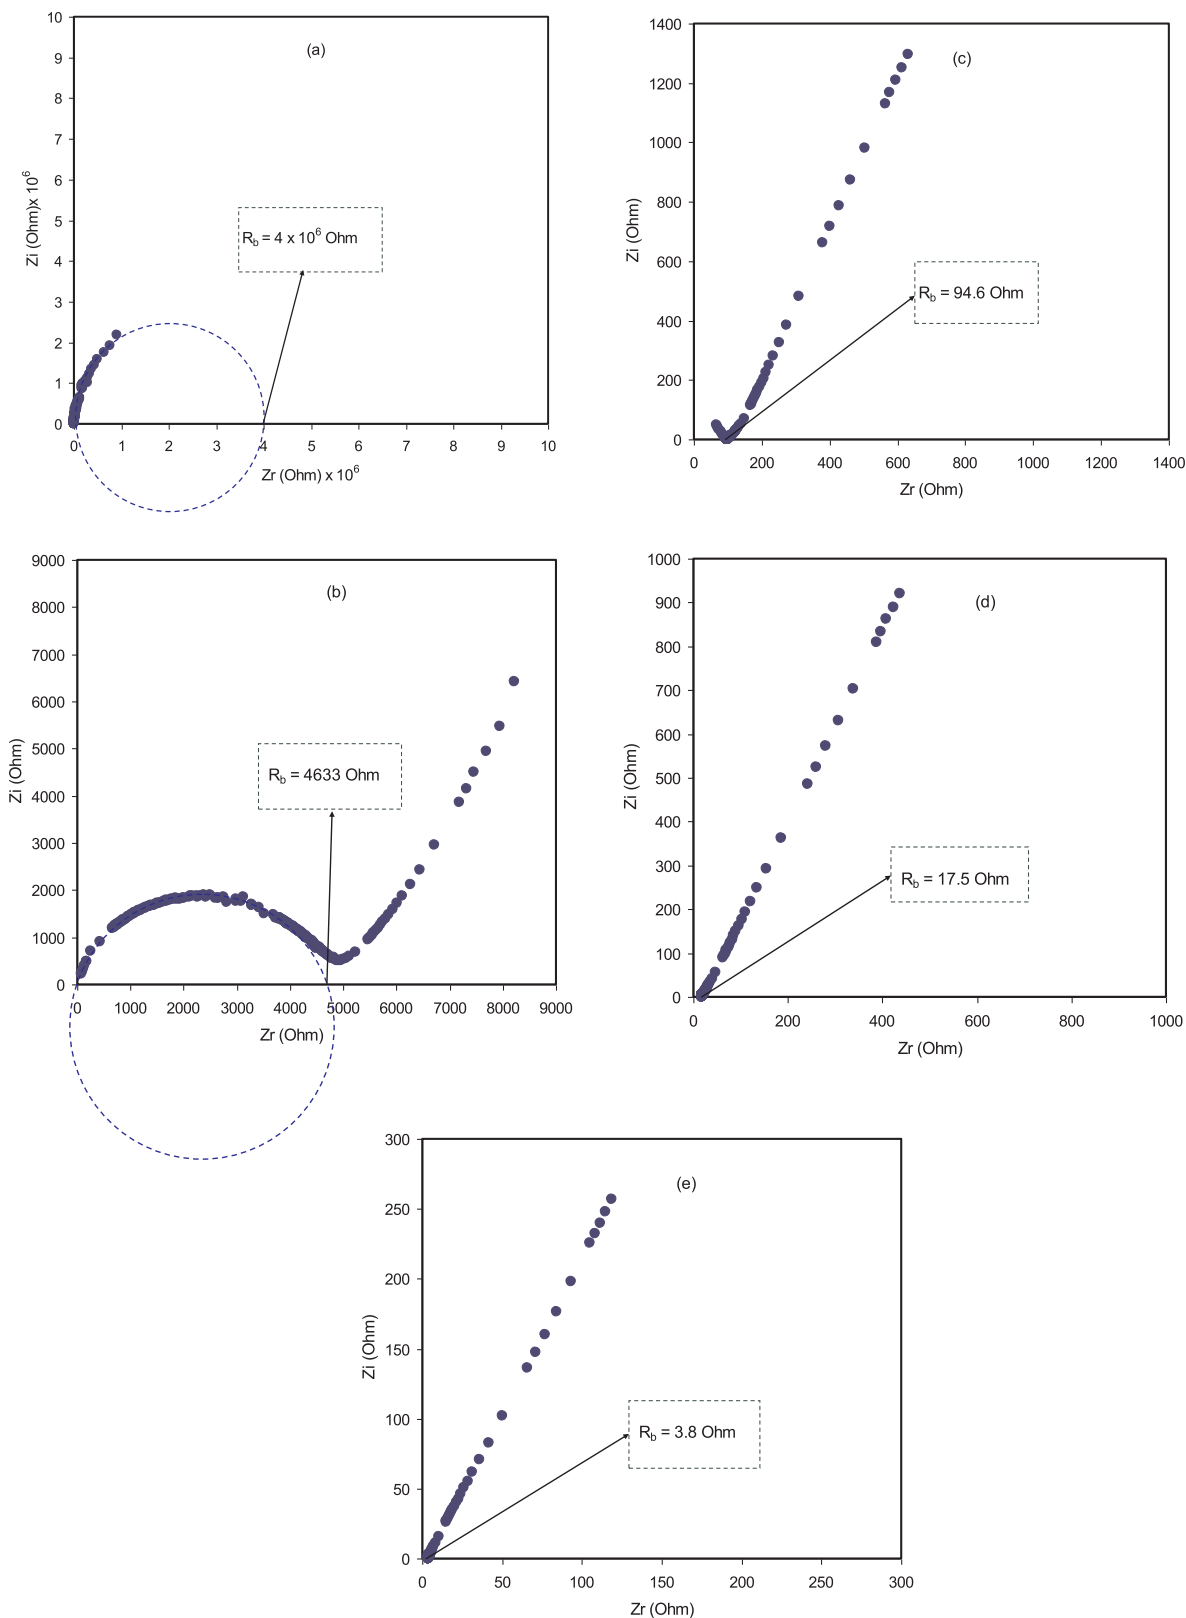 (a)
10
9
8
7
6
5
4
3
2
1
0
Zi (Ohm)x 10⁶
R_b = 4 x 10⁶ Ohm
0 1 2 3 4 5 6 7 8 9 10
Zr (Ohm) x 10⁶
(c)
1400
1200
1000
800
600
400
200
0
Zi (Ohm)
R_b = 94.6 Ohm
0 200 400 600 800 1000 1200 1400
Zr (Ohm)
(b)
9000
8000
7000
6000
5000
4000
3000
2000
1000
0
Zi (Ohm)
R_b = 4633 Ohm
0 1000 2000 3000 4000 5000 6000 7000 8000 9000
Zr (Ohm)
(d)
1000
900
800
700
600
500
400
300
200
100
0
Zi (Ohm)
R_b = 17.5 Ohm
0 200 400 600 800 1000
Zr (Ohm)
(e)
300
250
200
150
100
50
0
Zi (Ohm)
R_b = 3.8 Ohm
0 50 100 150 200 250 300
Zr (Ohm)